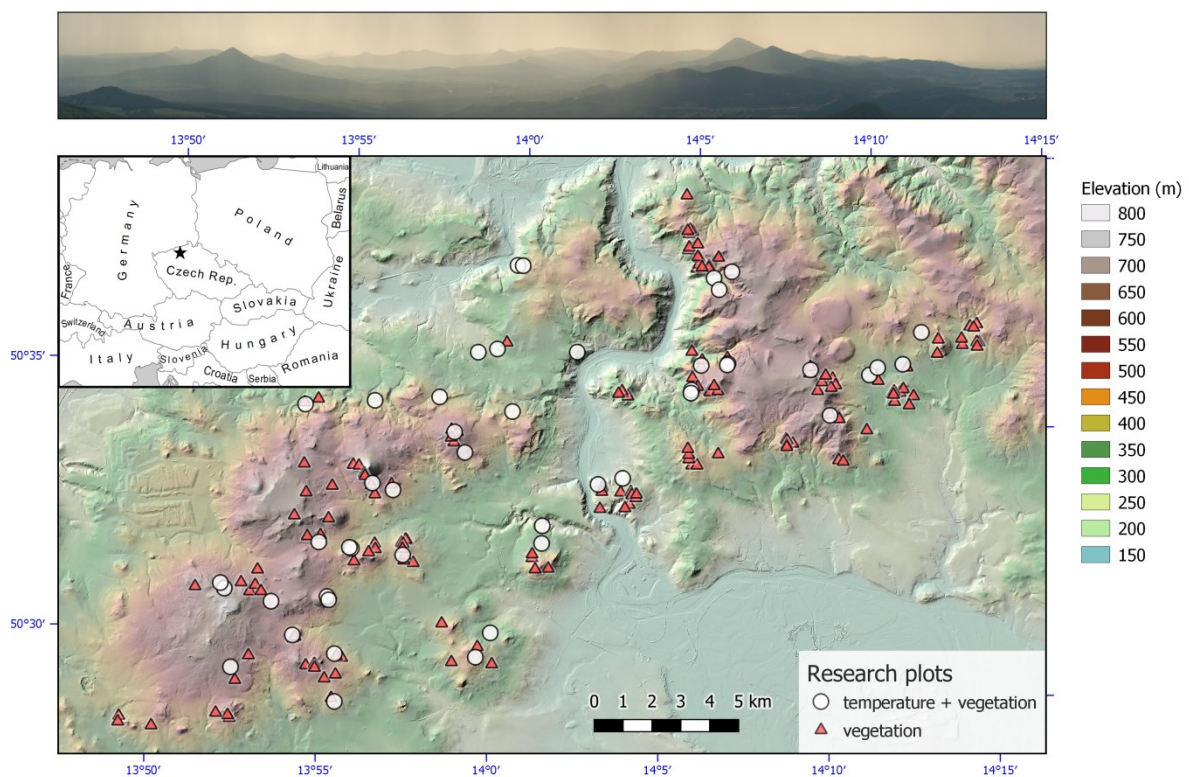 13°50′ 13°55′ 14°0′ 14°5′ 14°10′ 14°15′
Lithuania
Belarus
Poland
Germany
Ukraine
France
Czech Rep.
Slovakia
Switzerland
Austria
Hungary
Italy
Slovenia
Romania
Croatia
Serbia
50°35′
50°30′
Elevation (m)
800
750
700
650
600
550
500
450
400
350
300
250
200
150
0 1 2 3 4 5 km
Research plots
temperature + vegetation
vegetation
13°50′ 13°55′ 14°0′ 14°5′ 14°10′ 14°15′